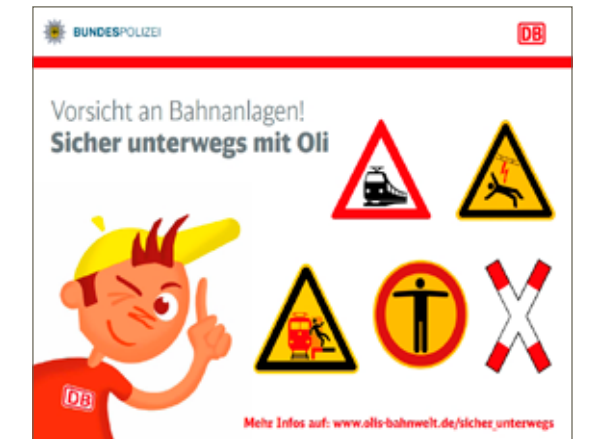 BUNDESPOLIZEI
DB
Vorsicht an Bahnanlagen!
Sicher unterwegs mit Oli
DB
Mehr Infos auf: www.olis-bahnwelt.de/sicher_unterwegs